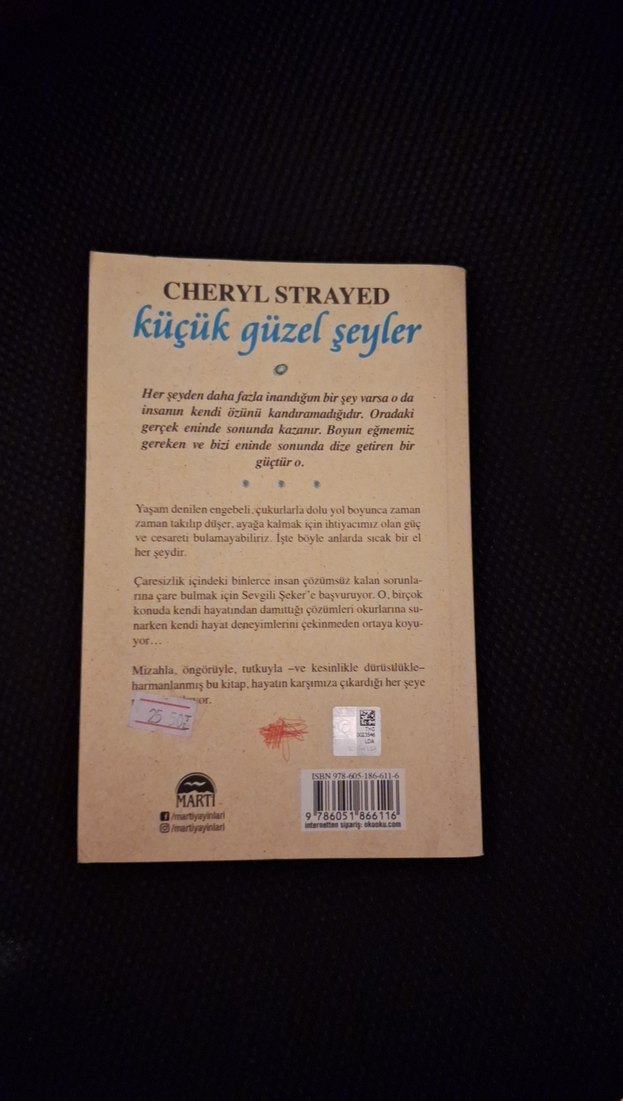 CHERYL STRAYED
küçük güzel şeyler
Her şeyden daha fazla inandığım bir şey varsa o da
insanın kendi özünü kandıramadığıdır. Oradaki
gerçek eninde sonunda kazanır. Boyun eğmemiz
gereken ve bizi eninde sonunda dize getiren bir
güçtür o.
Yaşam denilen engebeli, çukurlarla dolu yol boyunca zaman
zaman takılıp düşer, ayağa kalmak için ihtiyacımız olan güç
ve cesareti bulamayabiliriz. İşte böyle anlarda sıcak bir el
her şeydir.
Çaresizlik içindeki binlerce insan çözümsüz kalan sorunla-
rına çare bulmak için Sevgili Şeker'e başvuruyor. O, birçok
konuda kendi hayatından damıttığı çözümleri okurlarına su-
narken kendi hayat deneyimlerini çekinmeden ortaya koyu-
yor…
Mizahla, öngörüyle, tutkuyla –ve kesinlikle dürüstlükle–
harmanlanmış bu kitap, hayatın karşımıza çıkardığı her şeye
MARTI
/martiyayinlari
/martiyayinlari
ISBN 978-605-186-611-6
9 786051 866116
internetten sipariş: okuoku.com